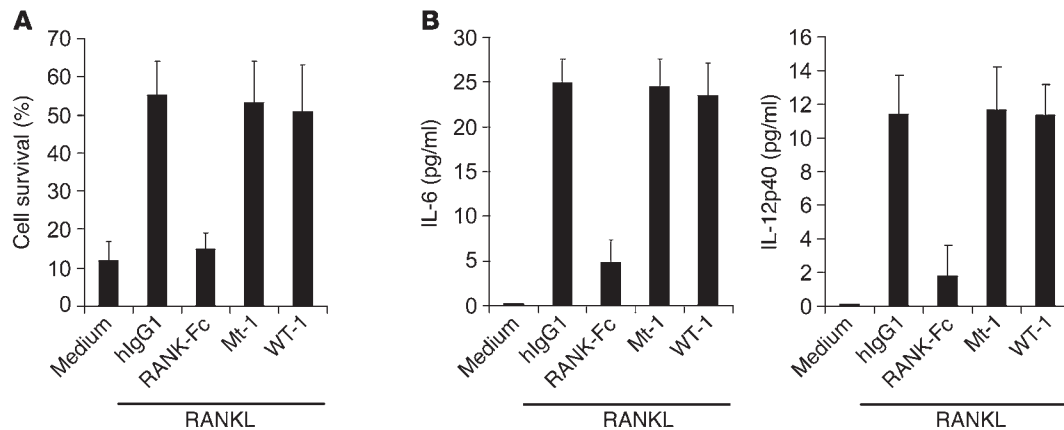 A
Cell survival (%)
70
60
50
40
30
20
10
0
Medium
hIgG1
RANK-Fc
Mt-1
WT-1
RANKL
B
IL-6 (pg/ml)
30
25
20
15
10
5
0
Medium
hIgG1
RANK-Fc
Mt-1
WT-1
RANKL
IL-12p40 (pg/ml)
16
14
12
10
8
6
4
2
0
Medium
hIgG1
RANK-Fc
Mt-1
WT-1
RANKL